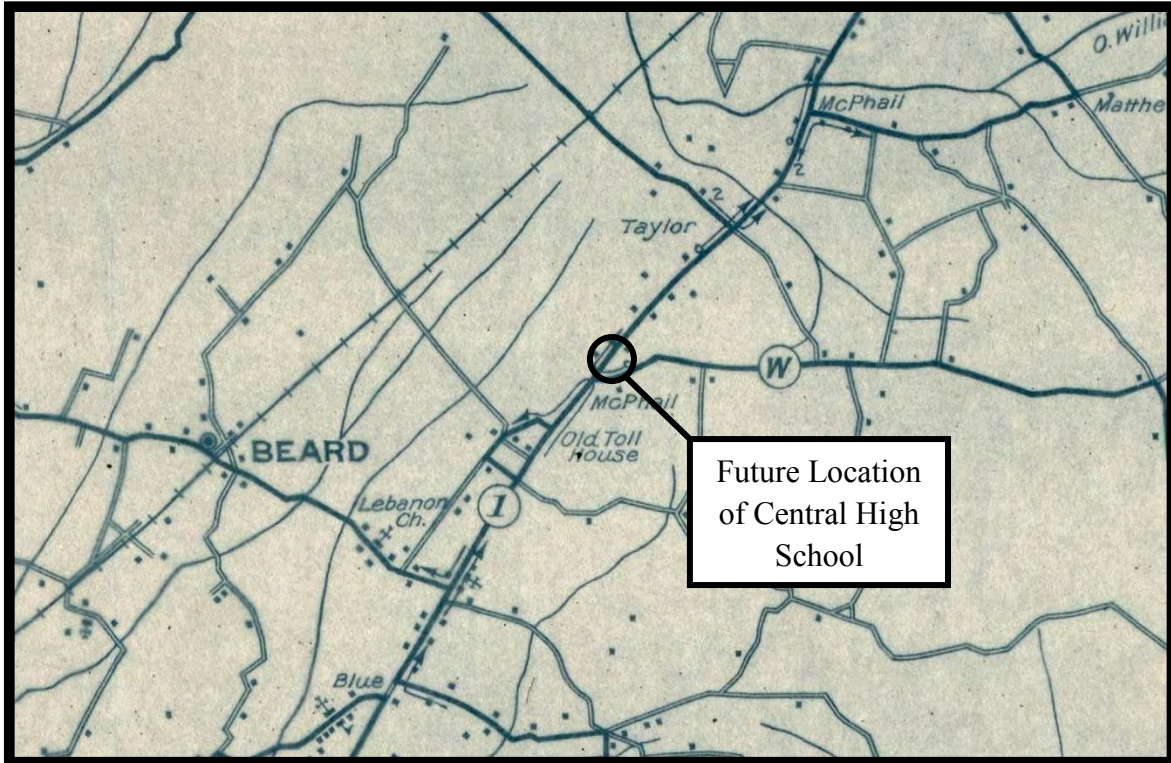 O. Willi
McPhail
Matthe
2
2
Taylor
W
McPhail
BEARD
Old Toll
House
Lebanon
Ch.
1
Future Location
of Central High
School
Blue